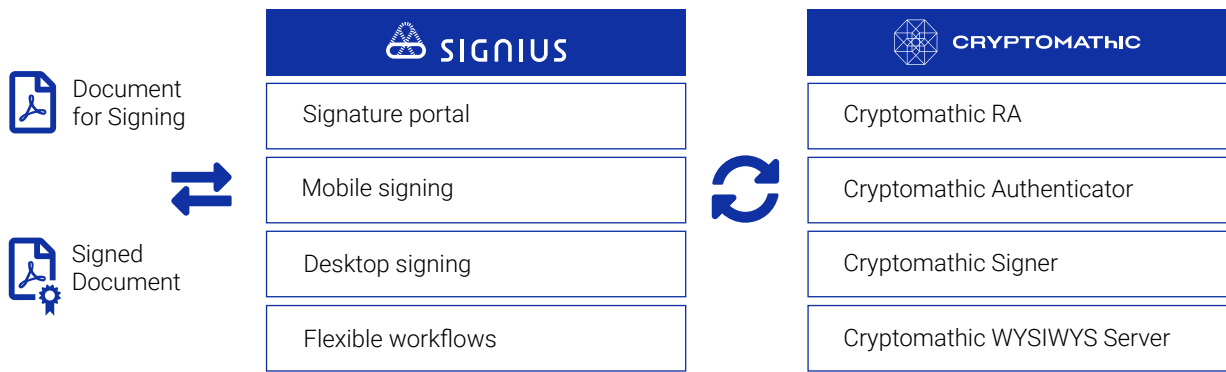 SIGNIUS
CRYPTOMATHIC
Document
for Signing
Signature portal
Cryptomathic RA
Mobile signing
Cryptomathic Authenticator
Signed
Document
Desktop signing
Cryptomathic Signer
Flexible workflows
Cryptomathic WYSIWYS Server